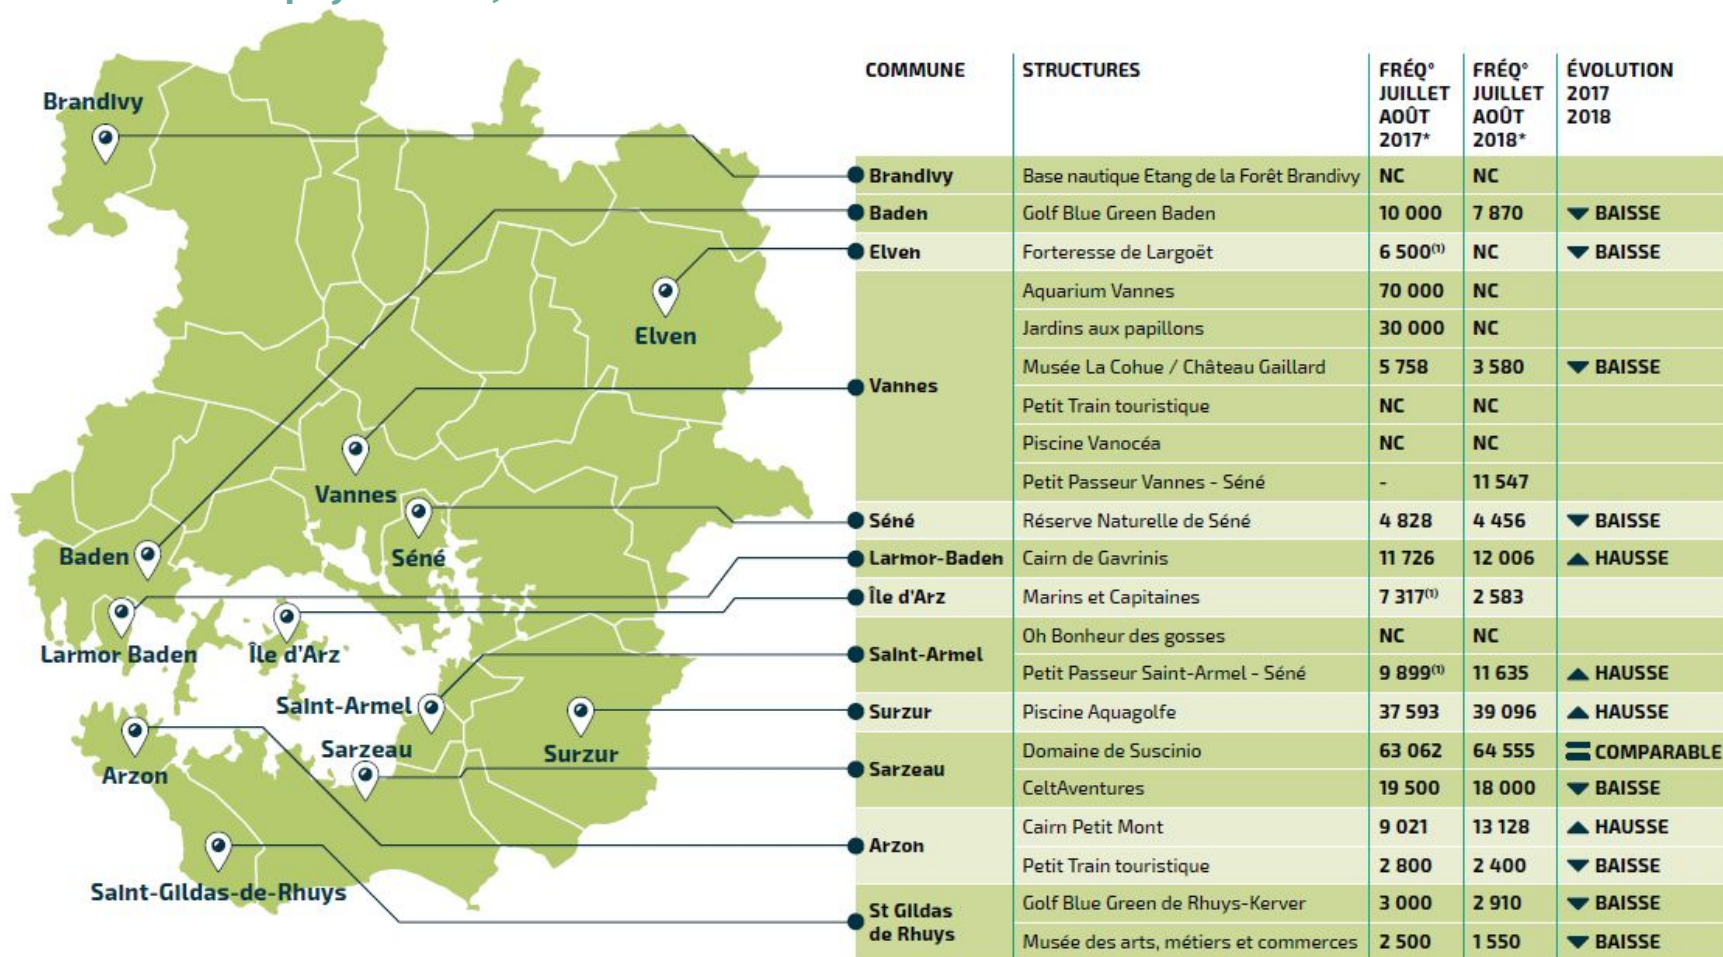 Brandivy
Elven
Vannes
Baden
Séné
Larmor Baden
Île d'Arz
Saint-Armel
Sarzeau
Surzur
Arzon
Saint-Gildas-de-Rhuys
COMMUNE STRUCTURES FRÉQ° JUILLET AOÛT 2017* FRÉQ° JUILLET AOÛT 2018* ÉVOLUTION 2017 2018
Brandivy Base nautique Etang de la Forêt Brandivy NC NC
Baden Golf Blue Green Baden 10 000 7 870 ▼ BAISSE
Elven Forteresse de Largoët 6 500(1) NC ▼ BAISSE
Vannes
Aquarium Vannes 70 000 NC
Jardins aux papillons 30 000 NC
Musée La Cohue / Château Gaillard 5 758 3 580 ▼ BAISSE
Petit Train touristique NC NC
Piscine Vanocéa NC NC
Petit Passeur Vannes - Séné - 11 547
Séné Réserve Naturelle de Séné 4 828 4 456 ▼ BAISSE
Larmor-Baden Cairn de Gavrinis 11 726 12 006 ▲ HAUSSE
Île d'Arz Marins et Capitaines 7 317(1) 2 583
Saint-Armel
Oh Bonheur des gosses NC NC
Petit Passeur Saint-Armel - Séné 9 899(1) 11 635 ▲ HAUSSE
Surzur Piscine Aquagolfe 37 593 39 096 ▲ HAUSSE
Sarzeau
Domaine de Suscinio 63 062 64 555 = COMPARABLE
CeltAventures 19 500 18 000 ▼ BAISSE
Arzon
Cairn Petit Mont 9 021 13 128 ▲ HAUSSE
Petit Train touristique 2 800 2 400 ▼ BAISSE
St Gildas
de Rhuys
Golf Blue Green de Rhuys-Kerver 3 000 2 910 ▼ BAISSE
Musée des arts, métiers et commerces 2 500 1 550 ▼ BAISSE